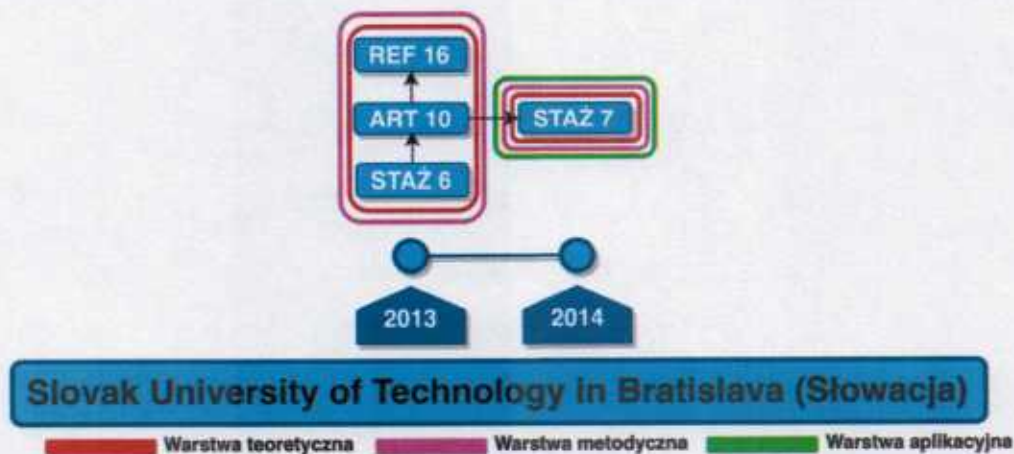 REF 16
ART 10
STAŻ 7
STAŻ 6
2013
2014
Slovak University of Technology in Bratislava (Słowacja)
Warstwa teoretyczna
Warstwa metodyczna
Warstwa aplikacyjna